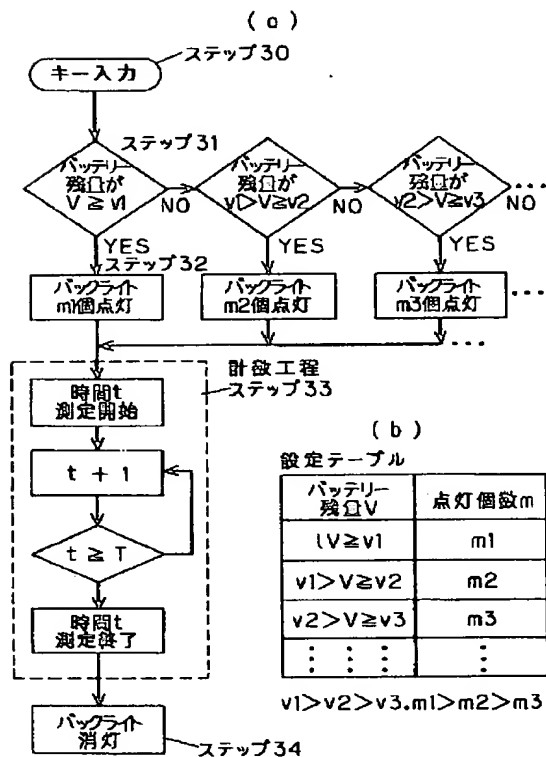 (a)
ステップ30
キー入力
ステップ31
バッテリー
残量が
V ≧ v1
NO
バッテリー
残量が
v1>V≧v2
NO
バッテリー
残量が
v2>V≧v3
NO
YES
YES
YES
ステップ32
バックライト
m1個点灯
バックライト
m2個点灯
バックライト
m3個点灯
計数工程
ステップ33
時間t
測定開始
t + 1
t ≧ T
時間t
測定終了
バックライト
消灯
ステップ34
(b)
設定テーブル
バッテリー
残量V
点灯個数m
V≧v1
m1
v1>V≧v2
m2
v2>V≧v3
m3
v1>v2>v3.m1>m2>m3